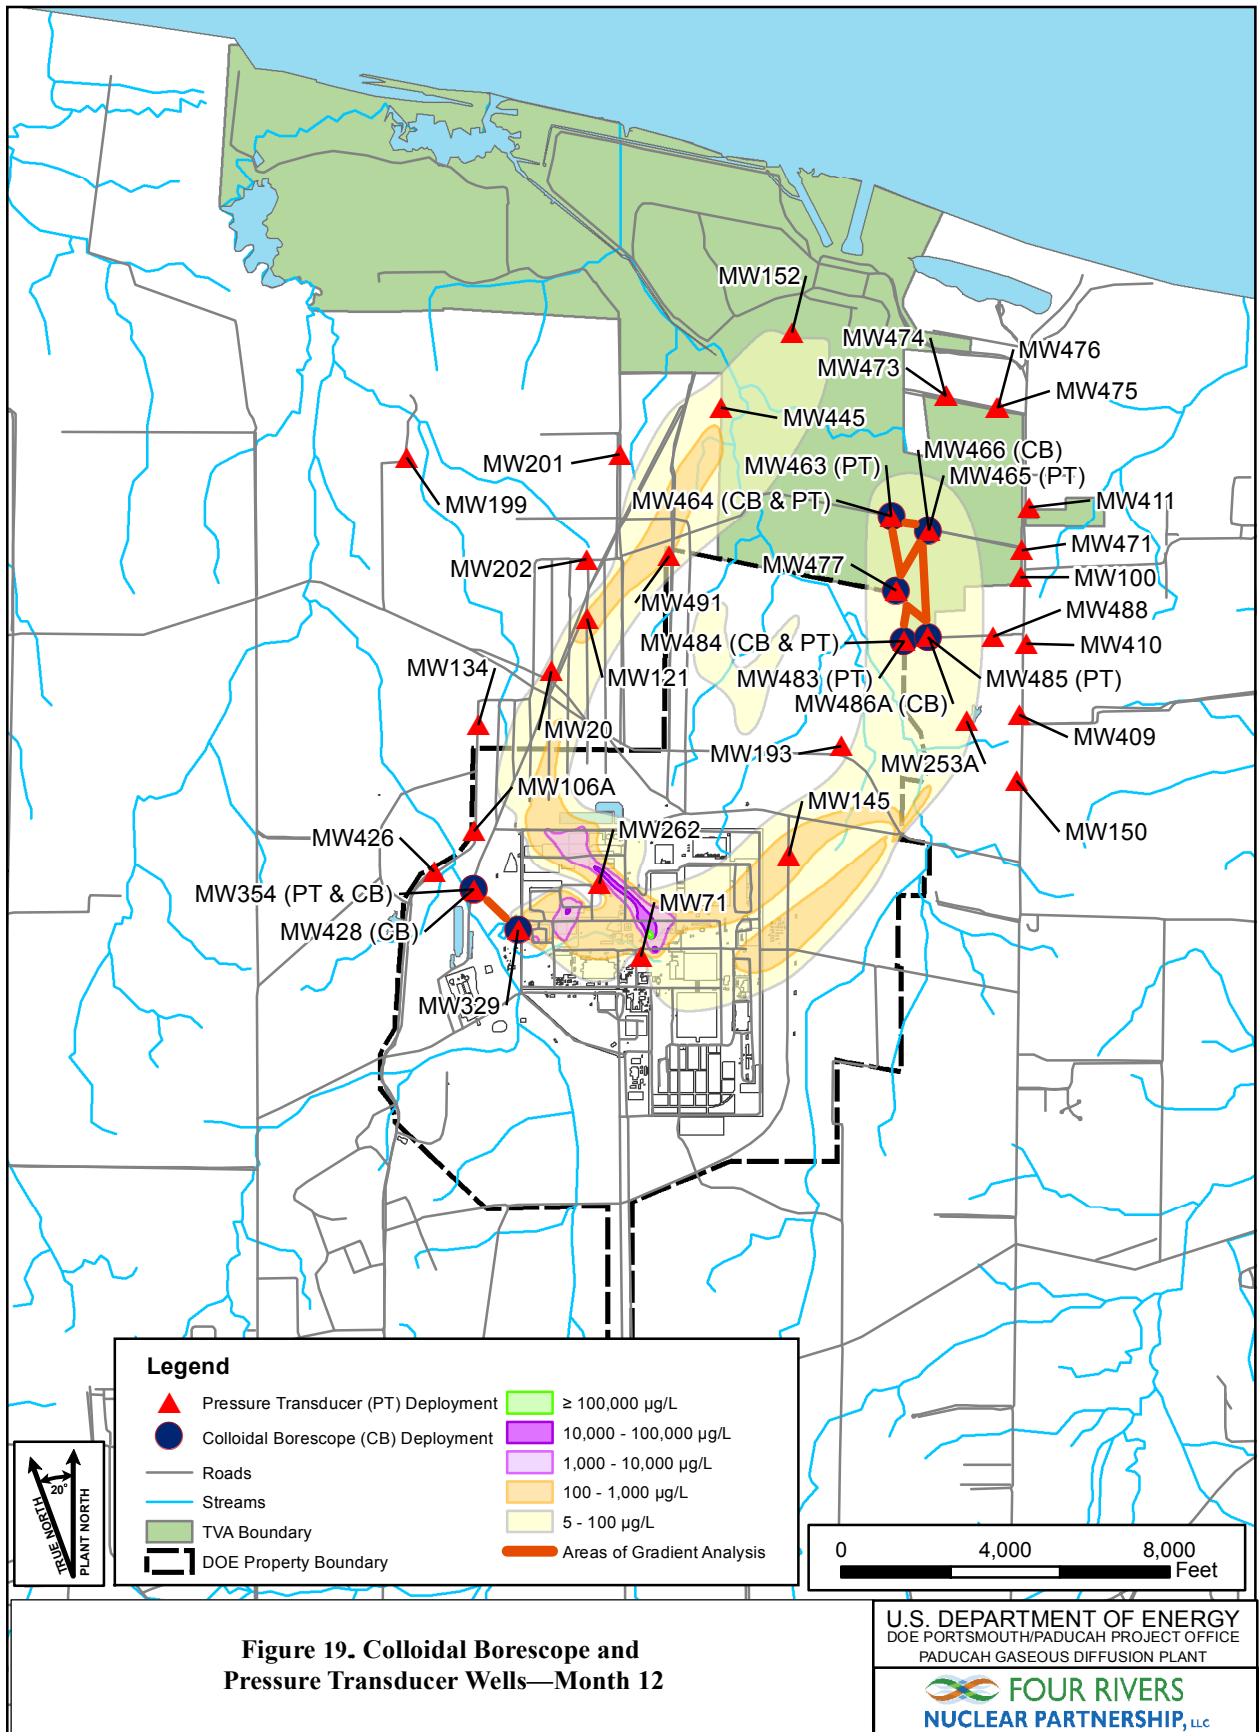 MW152
MW474
MW476
MW473
MW475
MW445
MW466 (CB)
MW201
MW463 (PT)
MW465 (PT)
MW199
MW464 (CB & PT)
MW411
MW471
MW202
MW477
MW100
MW491
MW488
MW484 (CB & PT)
MW410
MW134
MW121
MW483 (PT)
MW485 (PT)
MW486A (CB)
MW20
MW409
MW193
MW253A
MW106A
MW145
MW150
MW426
MW262
MW354 (PT & CB)
MW71
MW428 (CB)
MW329
Legend
Pressure Transducer (PT) Deployment
Colloidal Borescope (CB) Deployment
Roads
Streams
TVA Boundary
DOE Property Boundary
≥ 100,000 µg/L
10,000 - 100,000 µg/L
1,000 - 10,000 µg/L
100 - 1,000 µg/L
5 - 100 µg/L
Areas of Gradient Analysis
20°
TRUE NORTH
PLANT NORTH
0 4,000 8,000
Feet
Figure 19. Colloidal Borescope and
Pressure Transducer Wells—Month 12
U.S. DEPARTMENT OF ENERGY
DOE PORTSMOUTH/PADUCAH PROJECT OFFICE
PADUCAH GASEOUS DIFFUSION PLANT
FOUR RIVERS
NUCLEAR PARTNERSHIP, LLC